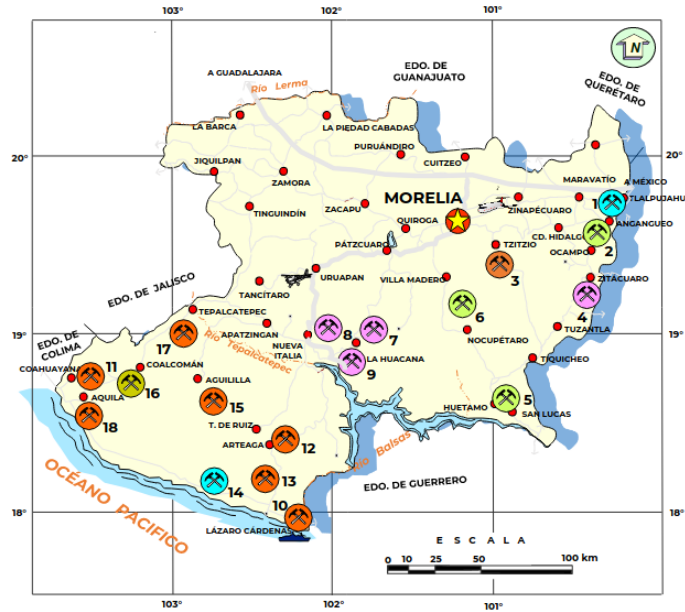 103°
102°
101°
N
EDO. DE
GUANAJUATO
EDO. DE
QUERÉTARO
A GUADALAJARA
Río Lerma
LA BARCA
LA PIEDAD CABADAS
PURUÁNDIRO
CUITZEO
20°
20°
JIQUILPAN
ZAMORA
MARAVATÍO
A MÉXICO
TLALPUJAHU
TINGUINDÍN
ZACAPU
MORELIA
ZINAPÉCUARO
1
ANGANGUEO
QUIROGA
CD. HIDALGO
2
PÁTZCUARO
TZITZIO
OCAMPO
3
URUAPAN
VILLA MADERO
ZITÁCUARO
EDO. DE JALISCO
TANCÍTARO
4
TEPALCATEPEC
6
APATZINGAN
19°
19°
EDO. DE
COLIMA
17
Río Tepalcatepec
NUEVA
ITALIA
8
7
NOCUPÉTARO
TUZANTLA
LA HUACANA
9
TIQUICHEO
COAHUAYANA
11
COALCOMÁN
16
AGUILILLA
AQUILA
15
5
HUETAMO
SAN LUCAS
18
T. DE RUIZ
ARTEAGA
12
Río Balsas
OCÉANO PACIFICO
14
13
EDO. DE GUERRERO
10
18°
18°
LÁZARO CÁRDENAS
E S C A L A
0 10 25 50 100 km
103°
102°
101°